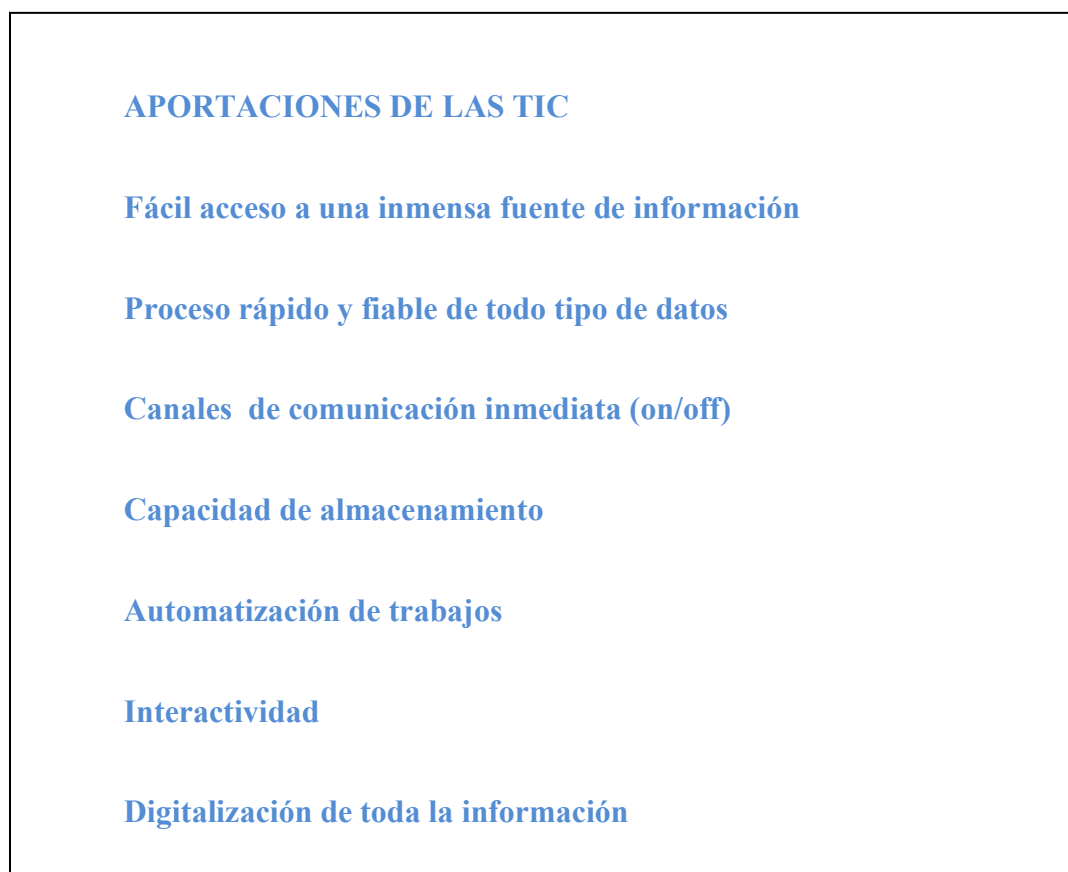 APORTACIONES DE LAS TIC
Fácil acceso a una inmensa fuente de información
Proceso rápido y fiable de todo tipo de datos
Canales  de comunicación inmediata (on/off)
Capacidad de almacenamiento
Automatización de trabajos
Interactividad
Digitalización de toda la información